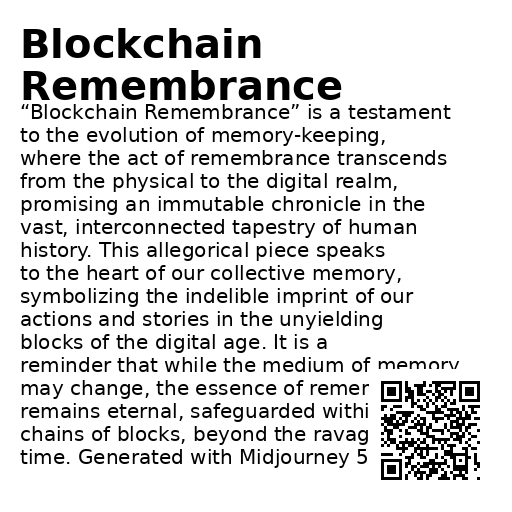 Blockchain
Remembrance
“Blockchain Remembrance” is a testament
to the evolution of memory-keeping,
where the act of remembrance transcends
from the physical to the digital realm,
promising an immutable chronicle in the
vast, interconnected tapestry of human
history. This allegorical piece speaks
to the heart of our collective memory,
symbolizing the indelible imprint of our
actions and stories in the unyielding
blocks of the digital age. It is a
reminder that while the medium of memory
may change, the essence of remer
remains eternal, safeguarded withi
chains of blocks, beyond the ravag
time. Generated with Midjourney 5